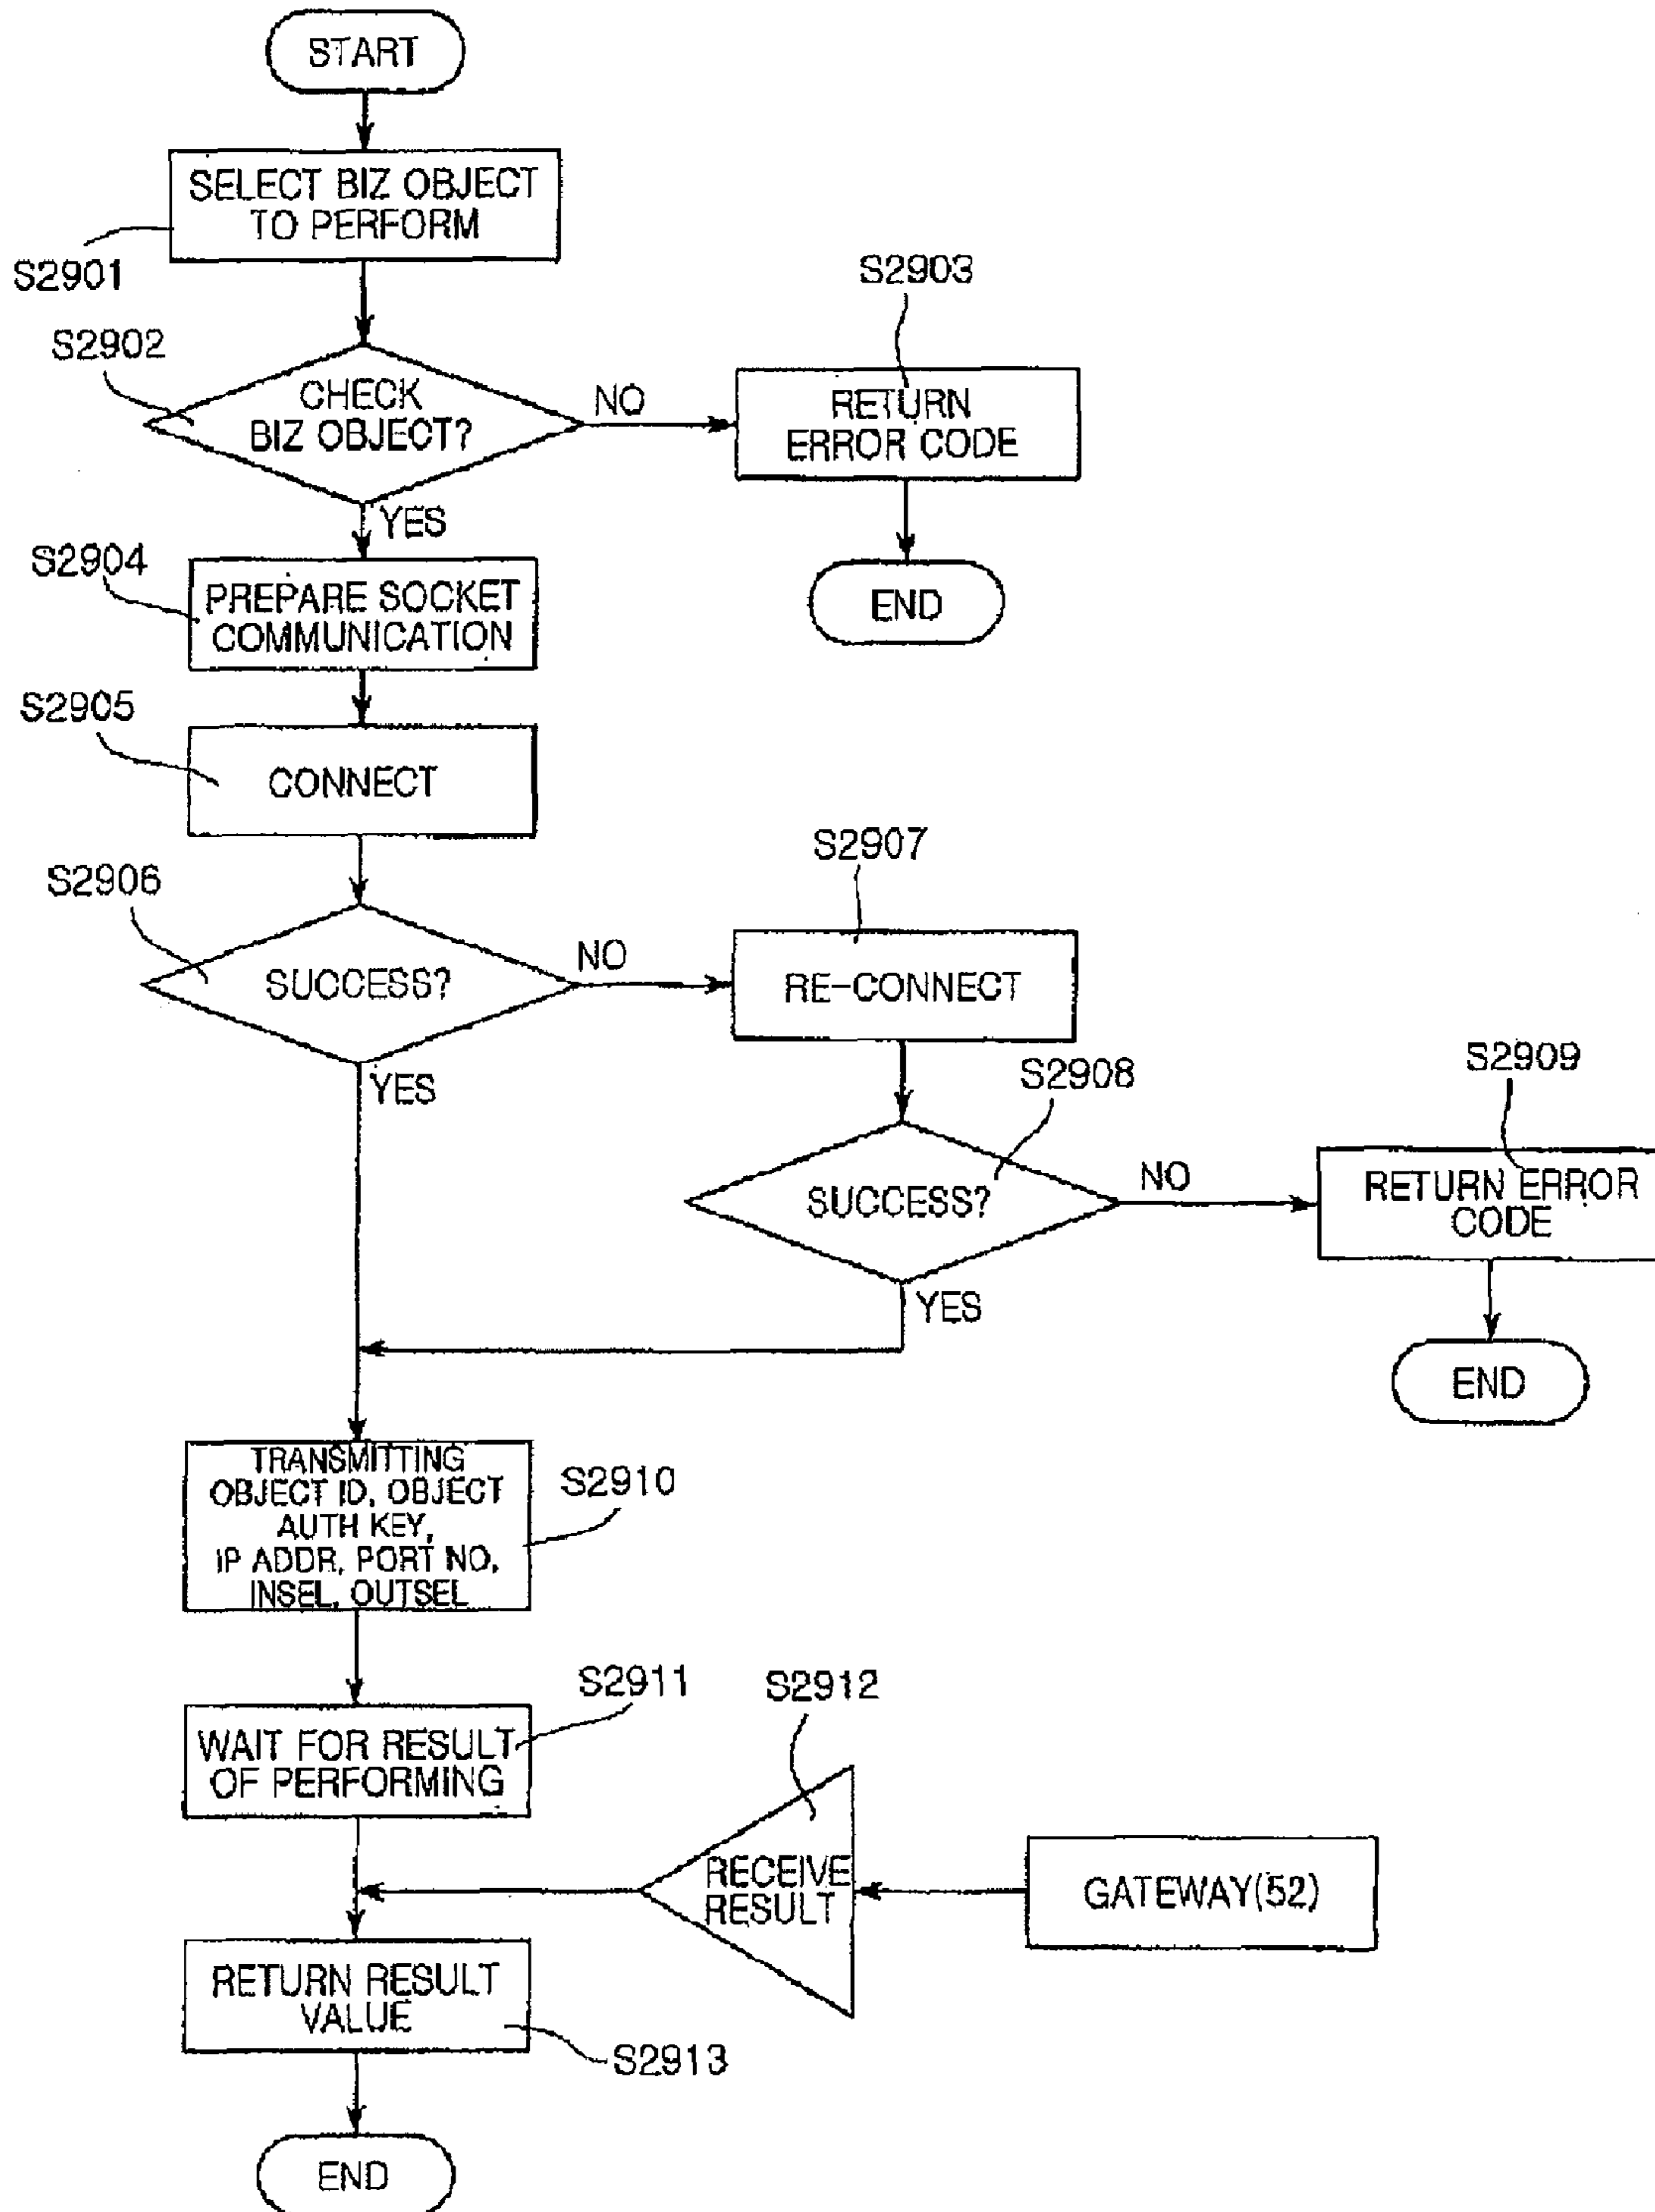 START
SELECT BIZ OBJECT
TO PERFORM
S2901
S2902
CHECK
BIZ OBJECT?
NO
S2903
RETURN
ERROR CODE
END
YES
S2904
PREPARE SOCKET
COMMUNICATION
S2905
CONNECT
S2906
SUCCESS?
NO
S2907
RE-CONNECT
YES
S2908
SUCCESS?
NO
S2909
RETURN ERROR
CODE
YES
END
TRANSMITTING
OBJECT ID, OBJECT
AUTH KEY,
IP ADDR, PORT NO,
INSEL, OUTSEL
S2910
S2911
WAIT FOR RESULT
OF PERFORMING
S2912
RECEIVE
RESULT
GATEWAY(52)
RETURN RESULT
VALUE
S2913
END